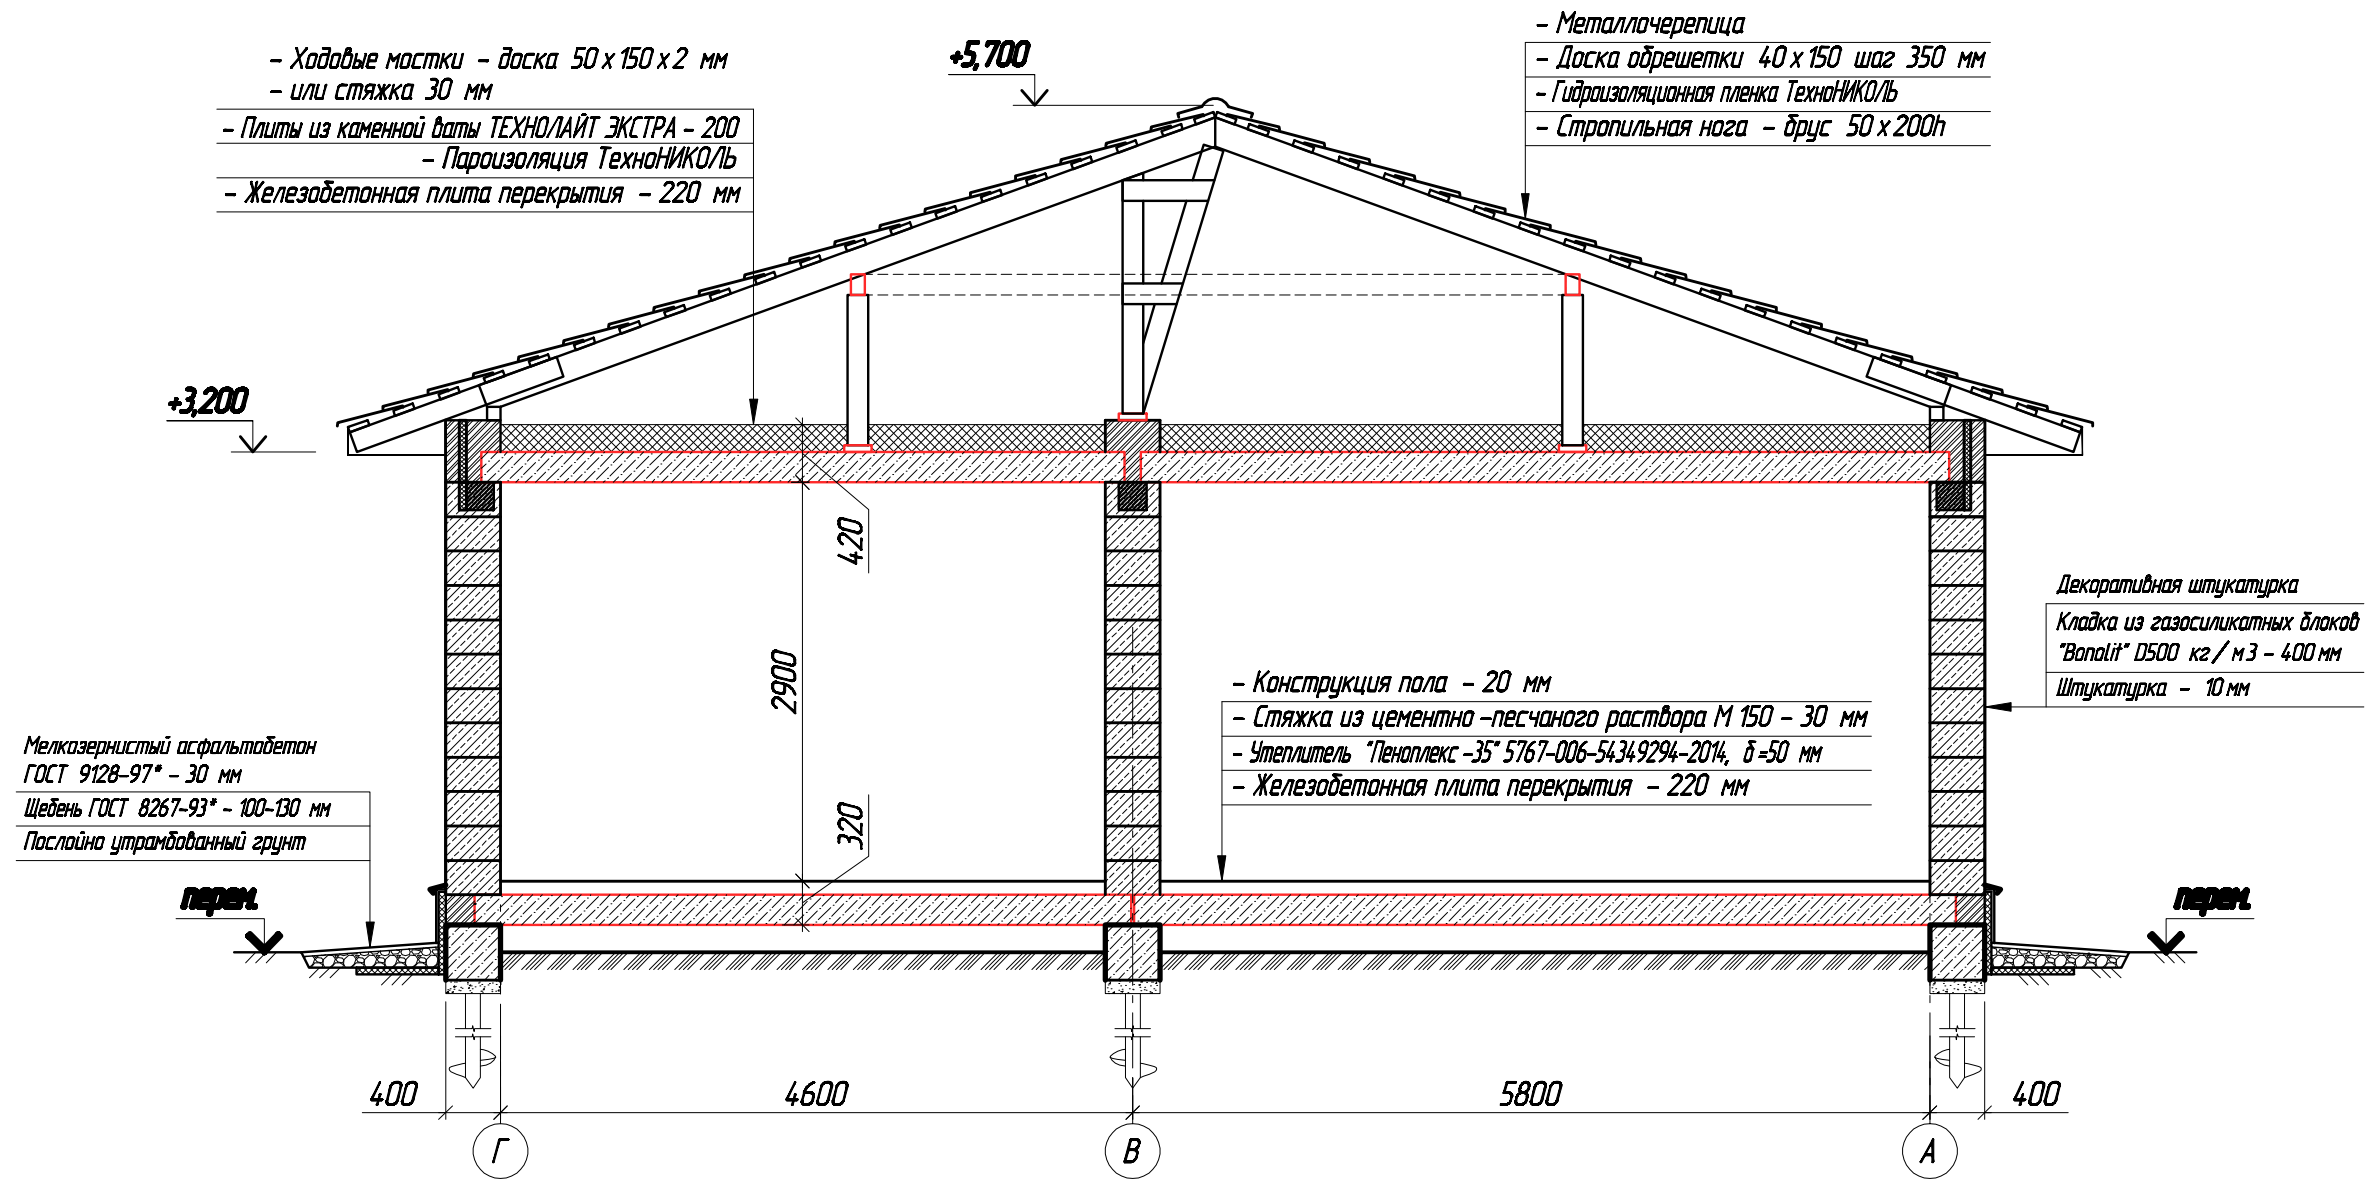 - Ходовые мостки - доска 50 х 150 х 2 мм
- или стяжка 30 мм
- Плиты из каменной ваты ТЕХНОЛАЙТ ЭКСТРА - 200
- Пароизоляция ТехноНИКОЛЬ
- Железобетонная плита перекрытия - 220 мм
+5,700
- Металлочерепица
- Доска обрешетки 40 х 150 шаг 350 мм
- Гидроизоляционная пленка ТехноНИКОЛЬ
- Стропильная нога - брус 50 х 200h
+3,200
420
2900
320
Декоративная штукатурка
Кладка из газосиликатных блоков
"Bonolit" D500 кг / м 3 - 400 мм
Штукатурка - 10 мм
- Конструкция пола - 20 мм
- Стяжка из цементно -песчаного раствора М 150 - 30 мм
- Утеплитель "Пеноплекс -35" 5767-006-54349294-2014, δ =50 мм
- Железобетонная плита перекрытия - 220 мм
Мелкозернистый асфальтобетон
ГОСТ 9128-97* - 30 мм
Щебень ГОСТ 8267-93* - 100-130 мм
Послойно утрамбованный грунт
перем.
перем.
400
4600
5800
400
Г
В
А